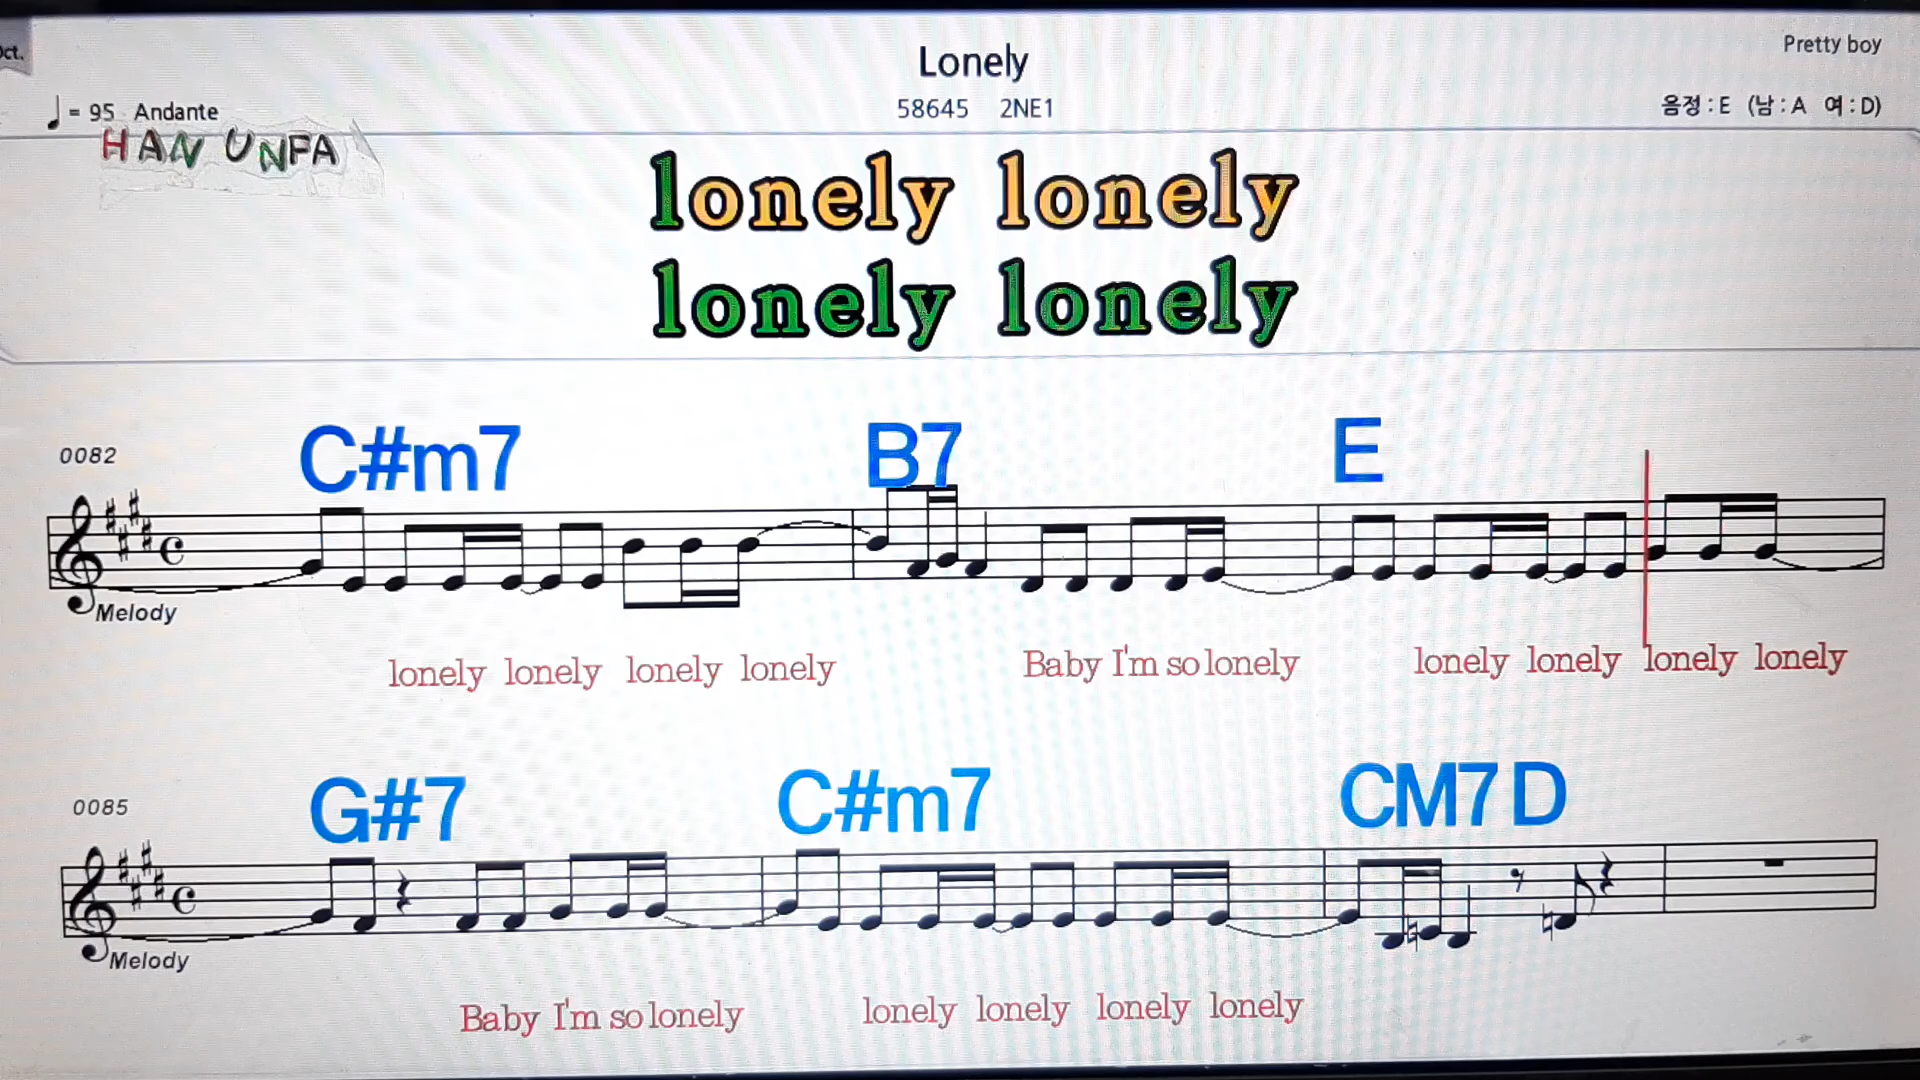 Oct.
Lonely
Pretty boy
= 95 Andante
58645 2NE1
음정 : E (남 : A 여 : D)
HAN UNFA
lonely lonely
lonely lonely
0082
C#m7 B7 E
Melody
lonely lonely lonely lonely Baby I'm so lonely lonely lonely lonely lonely
0085
G#7 C#m7 CM7 D
Melody
Baby I'm so lonely lonely lonely lonely lonely